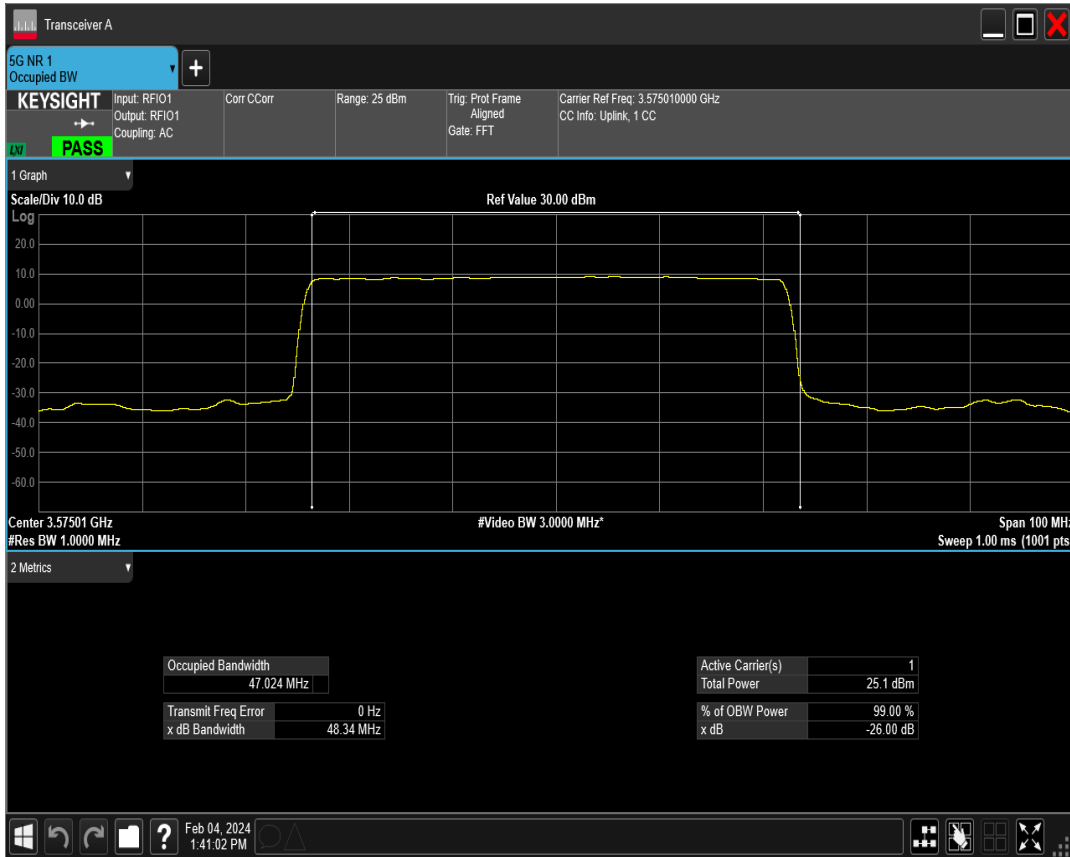 Transceiver A
5G NR 1
Occupied BW
+
KEYSIGHT
LXI
PASS
Input: RFIO1
Output: RFIO1
Coupling: AC
Corr CCorr
Range: 25 dBm
Trig: Prot Frame
Aligned
Gate: FFT
Carrier Ref Freq: 3.575010000 GHz
CC Info: Uplink, 1 CC
1 Graph
Scale/Div 10.0 dB
Ref Value 30.00 dBm
Log
20.0
10.0
0.00
-10.0
-20.0
-30.0
-40.0
-50.0
-60.0
Center 3.57501 GHz
#Video BW 3.0000 MHz*
Span 100 MHz
#Res BW 1.0000 MHz
Sweep 1.00 ms (1001 pts
2 Metrics
Occupied Bandwidth
47.024 MHz
Transmit Freq Error 0 Hz
x dB Bandwidth 48.34 MHz
Active Carrier(s) 1
Total Power 25.1 dBm
% of OBW Power 99.00 %
x dB -26.00 dB
?
Feb 04, 2024
1:41:02 PM